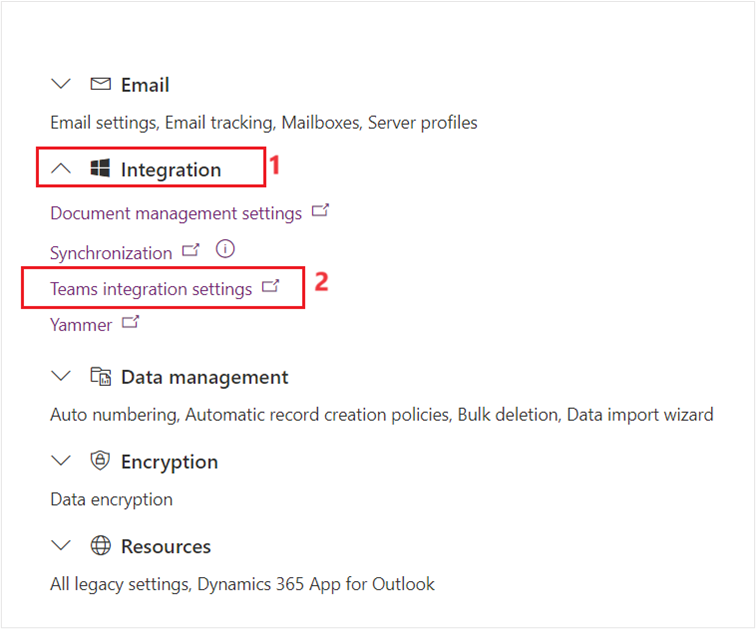 Email
Email settings, Email tracking, Mailboxes, Server profiles
Integration 1
Document management settings
Synchronization
Teams integration settings 2
Yammer
Data management
Auto numbering, Automatic record creation policies, Bulk deletion, Data import wizard
Encryption
Data encryption
Resources
All legacy settings, Dynamics 365 App for Outlook